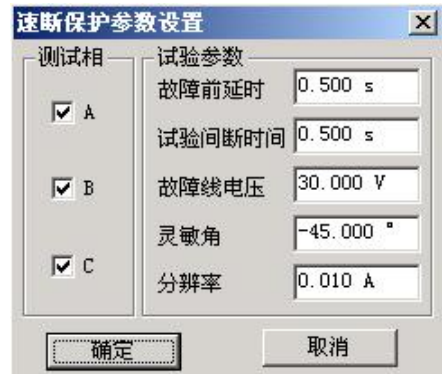 速断保护参数设置
测试相
A
B
C
试验参数
故障前延时 0.500 s
试验间断时间 0.500 s
故障线电压 30.000 V
灵敏角 -45.000 °
分辨率 0.010 A
确定 取消